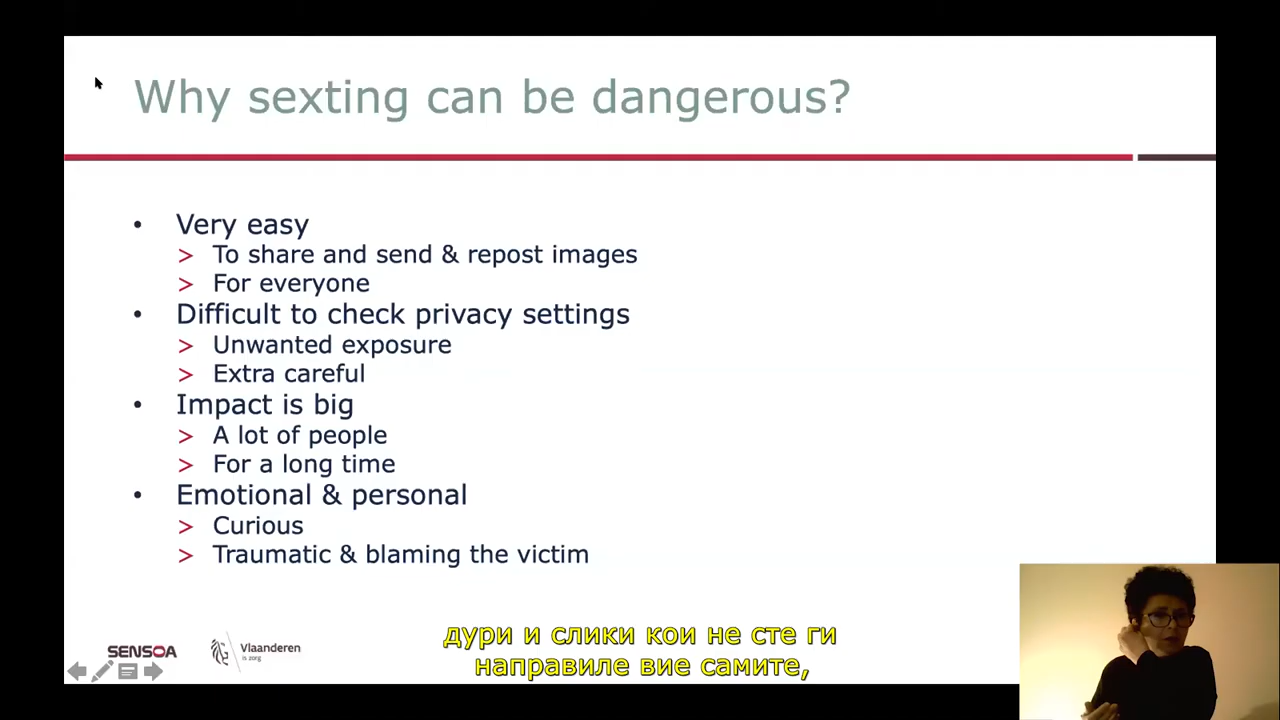 Why sexting can be dangerous?
• Very easy
> To share and send & repost images
> For everyone
• Difficult to check privacy settings
> Unwanted exposure
> Extra careful
• Impact is big
> A lot of people
> For a long time
• Emotional & personal
> Curious
> Traumatic & blaming the victim
SENSOA
Vlaanderen
is zorg
дури и слики кои не сте ги
направиле вие самите,